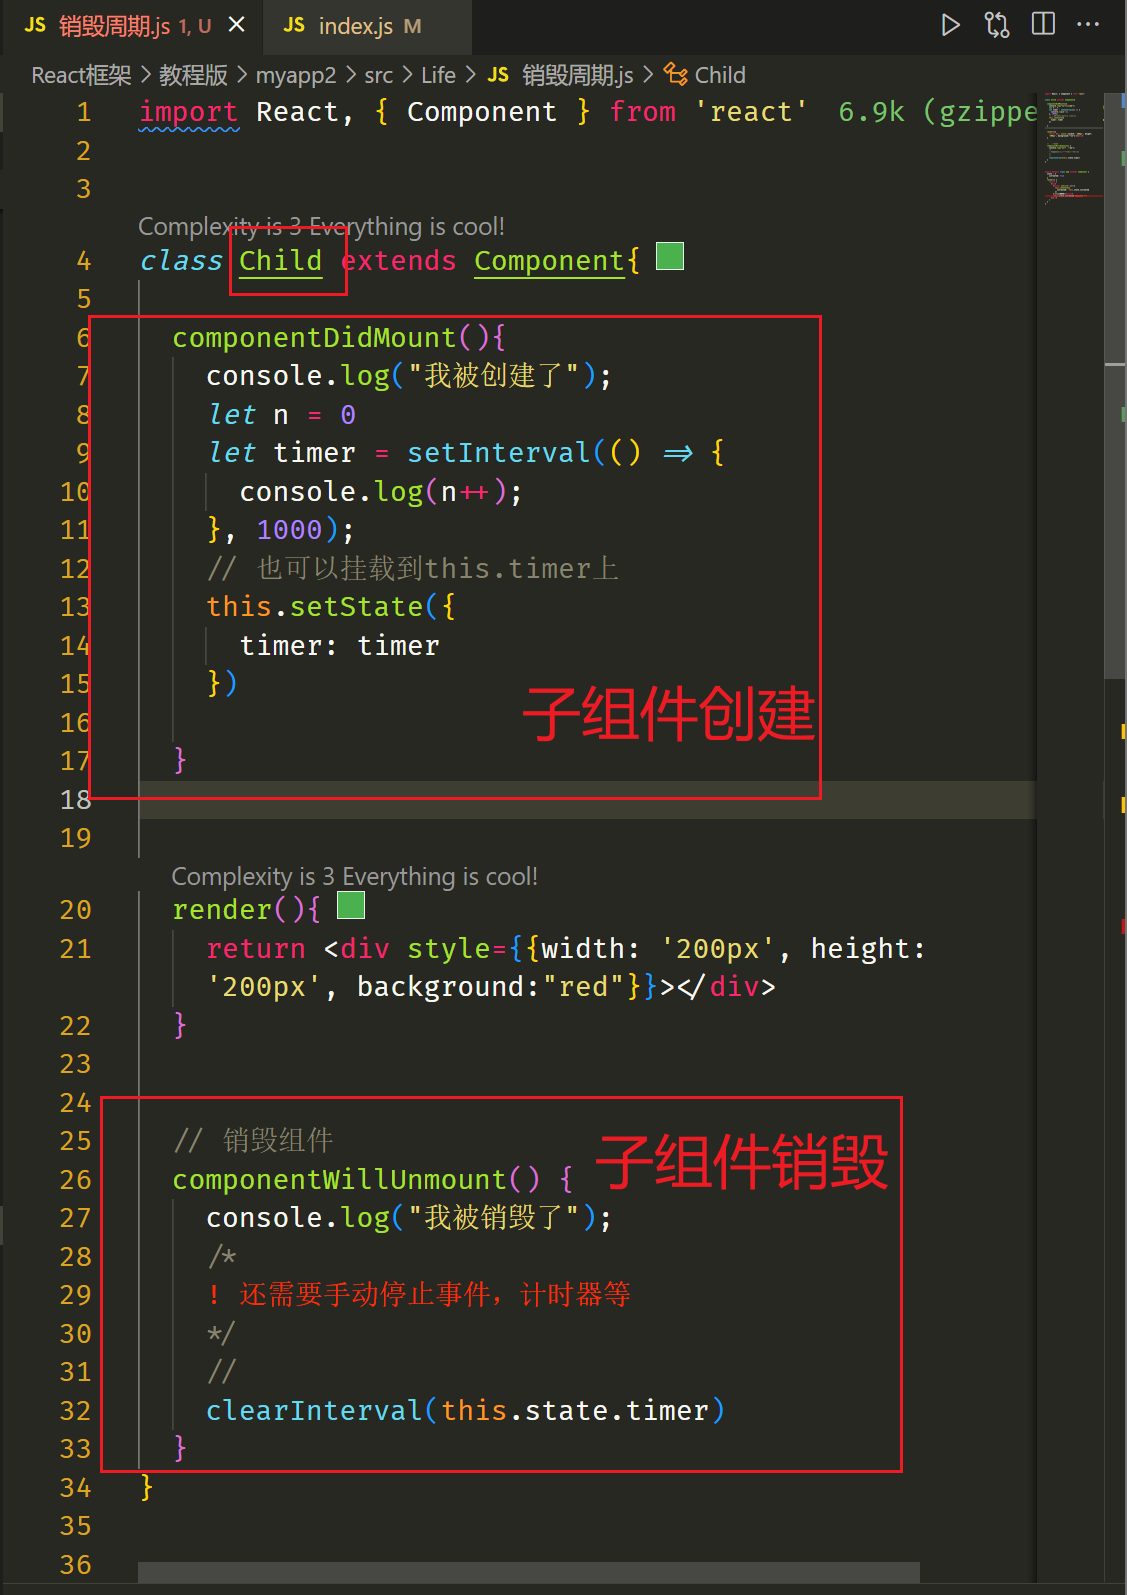 JS 销毁周期.js 1, U × JS index.js M
React框架 > 教程版 > myapp2 > src > Life > JS 销毁周期.js > Child
1 import React, { Component } from 'react' 6.9k (gzippe
2
3
Complexity is 3 Everything is cool!
4 class Child extends Component{
5
6 componentDidMount(){
7 console.log("我被创建了");
8 let n = 0
9 let timer = setInterval(() => {
10 console.log(n++);
11 }, 1000);
12 // 也可以挂载到this.timer上
13 this.setState({
14 timer: timer
15 })
子组件创建
16
17 }
18
19
Complexity is 3 Everything is cool!
20 render(){
21 return <div style={{width: '200px', height:
'200px', background:"red"}}></div>
22 }
23
24
25 // 销毁组件
子组件销毁
26 componentWillUnmount() {
27 console.log("我被销毁了");
28 /*
29 ! 还需要手动停止事件，计时器等
30 */
31 //
32 clearInterval(this.state.timer)
33 }
34 }
35
36